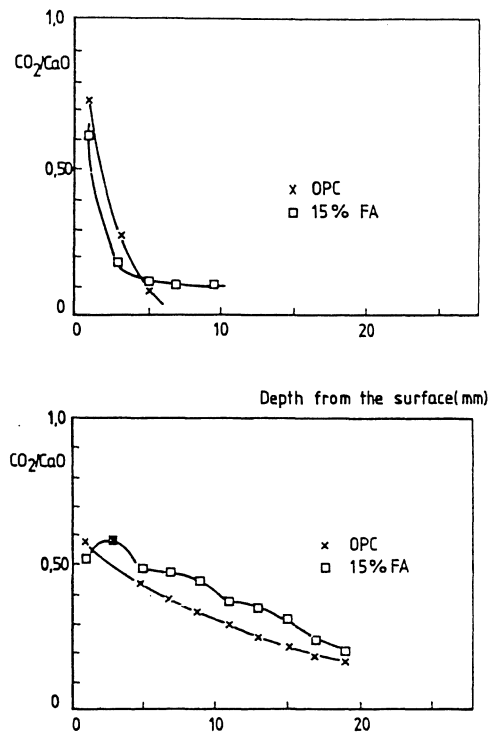 1,0
CO2/CaO
0,50
× OPC
□ 15% FA
0
0 10 20
Depth from the surface(mm)
1,0
CO2/CaO
0,50
× OPC
□ 15%FA
0
0 10 20